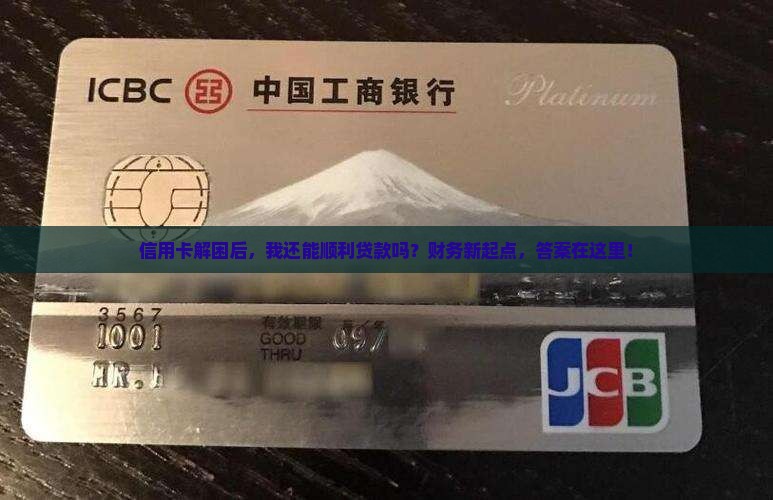 ICBC 中国工商银行 Platinum
信用卡解困后，我还能顺利贷款吗？财务新起点，答案在这里！
3567
1001
有效期限
GOOD
THRU
097
MR.
JCB